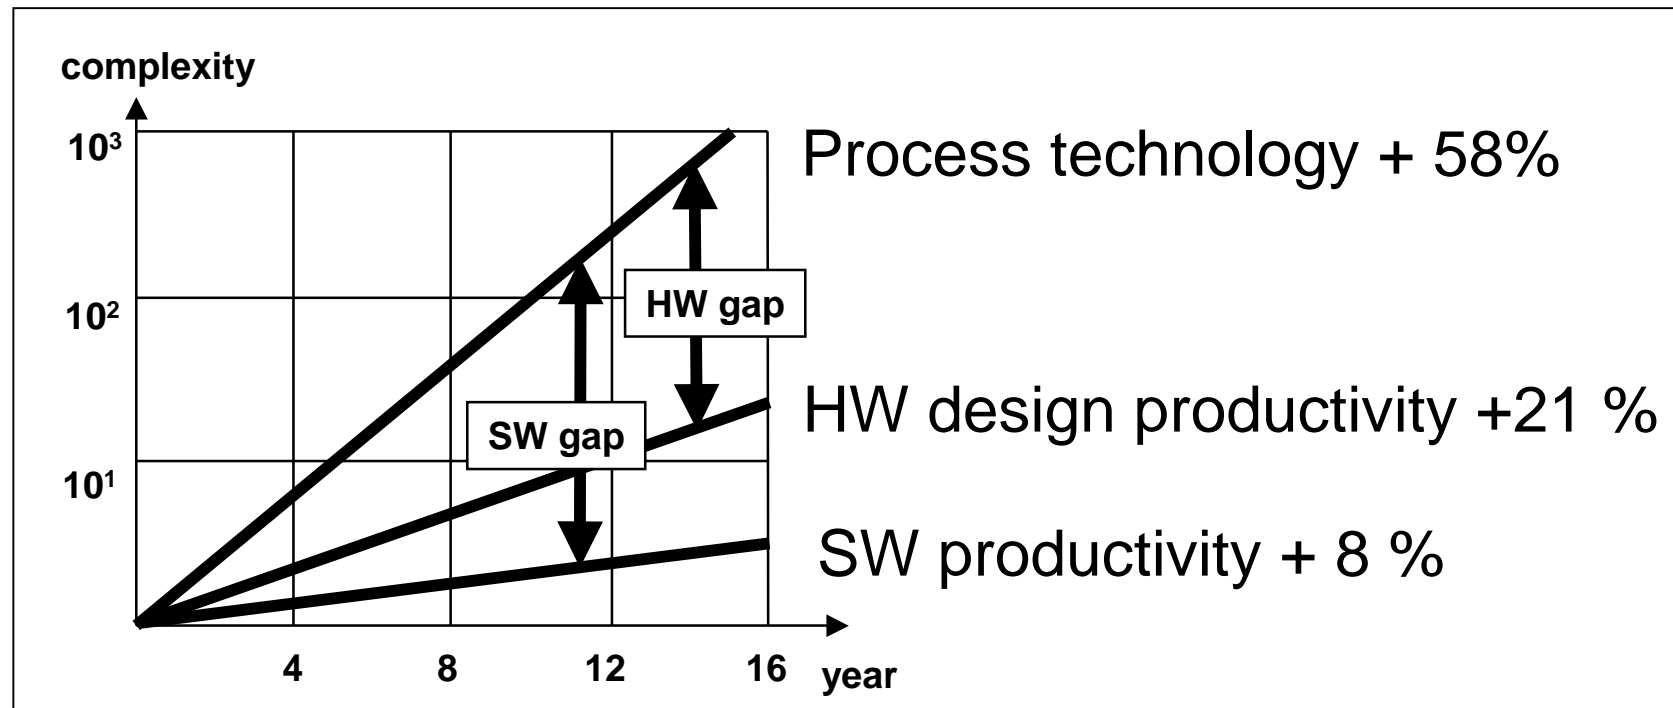 complexity
10³
Process technology + 58%
10²
HW gap
HW design productivity +21 %
SW gap
10¹
SW productivity + 8 %
4 8 12 16 year